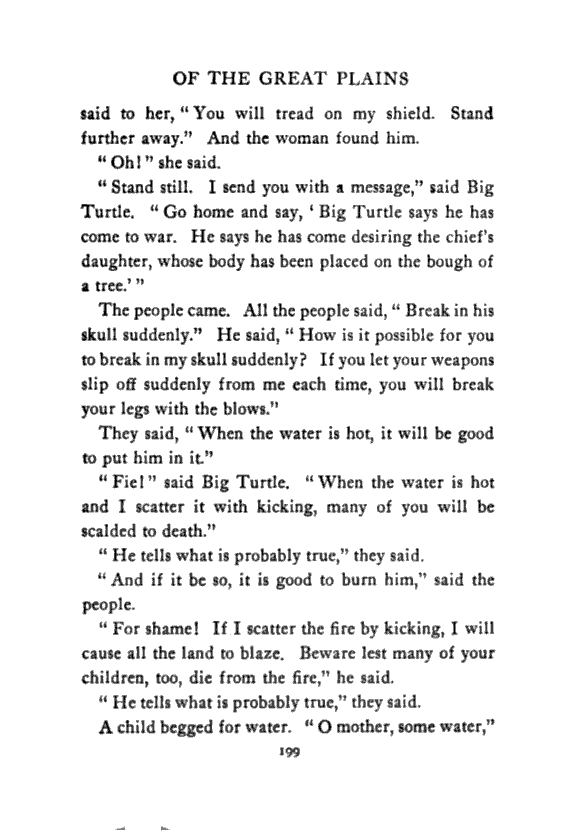 OF THE GREAT PLAINS
said to her, “You will tread on my shield. Stand
further away.” And the woman found him.
“Oh!” she said.
“Stand still. I send you with a message,” said Big
Turtle. “Go home and say, ‘Big Turtle says he has
come to war. He says he has come desiring the chief's
daughter, whose body has been placed on the bough of
a tree.’”
The people came. All the people said, “Break in his
skull suddenly.” He said, “How is it possible for you
to break in my skull suddenly? If you let your weapons
slip off suddenly from me each time, you will break
your legs with the blows.”
They said, “When the water is hot, it will be good
to put him in it.”
“Fie!” said Big Turtle. “When the water is hot
and I scatter it with kicking, many of you will be
scalded to death.”
“He tells what is probably true,” they said.
“And if it be so, it is good to burn him,” said the
people.
“For shame! If I scatter the fire by kicking, I will
cause all the land to blaze. Beware lest many of your
children, too, die from the fire,” he said.
“He tells what is probably true,” they said.
A child begged for water. “O mother, some water,”
199